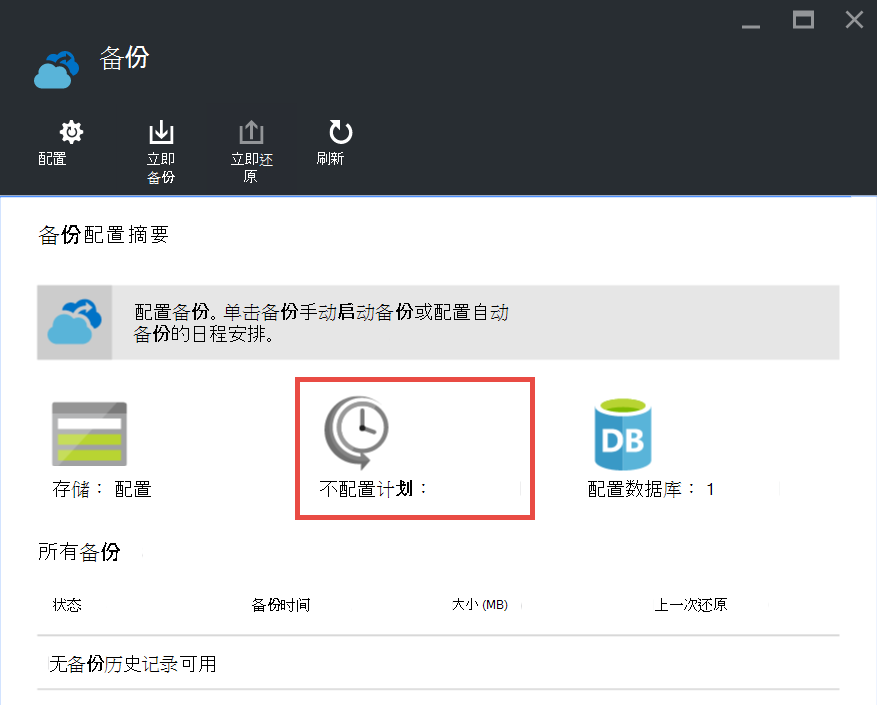 备份
配置
立即
备份
立即还
原
刷新
备份配置摘要
配置备份。单击备份手动启动备份或配置自动
备份的日程安排。
DB
存储： 配置
不配置计划：
配置数据库： 1
所有备份
状态
备份时间
大小 (MB)
上一次还原
无备份历史记录可用